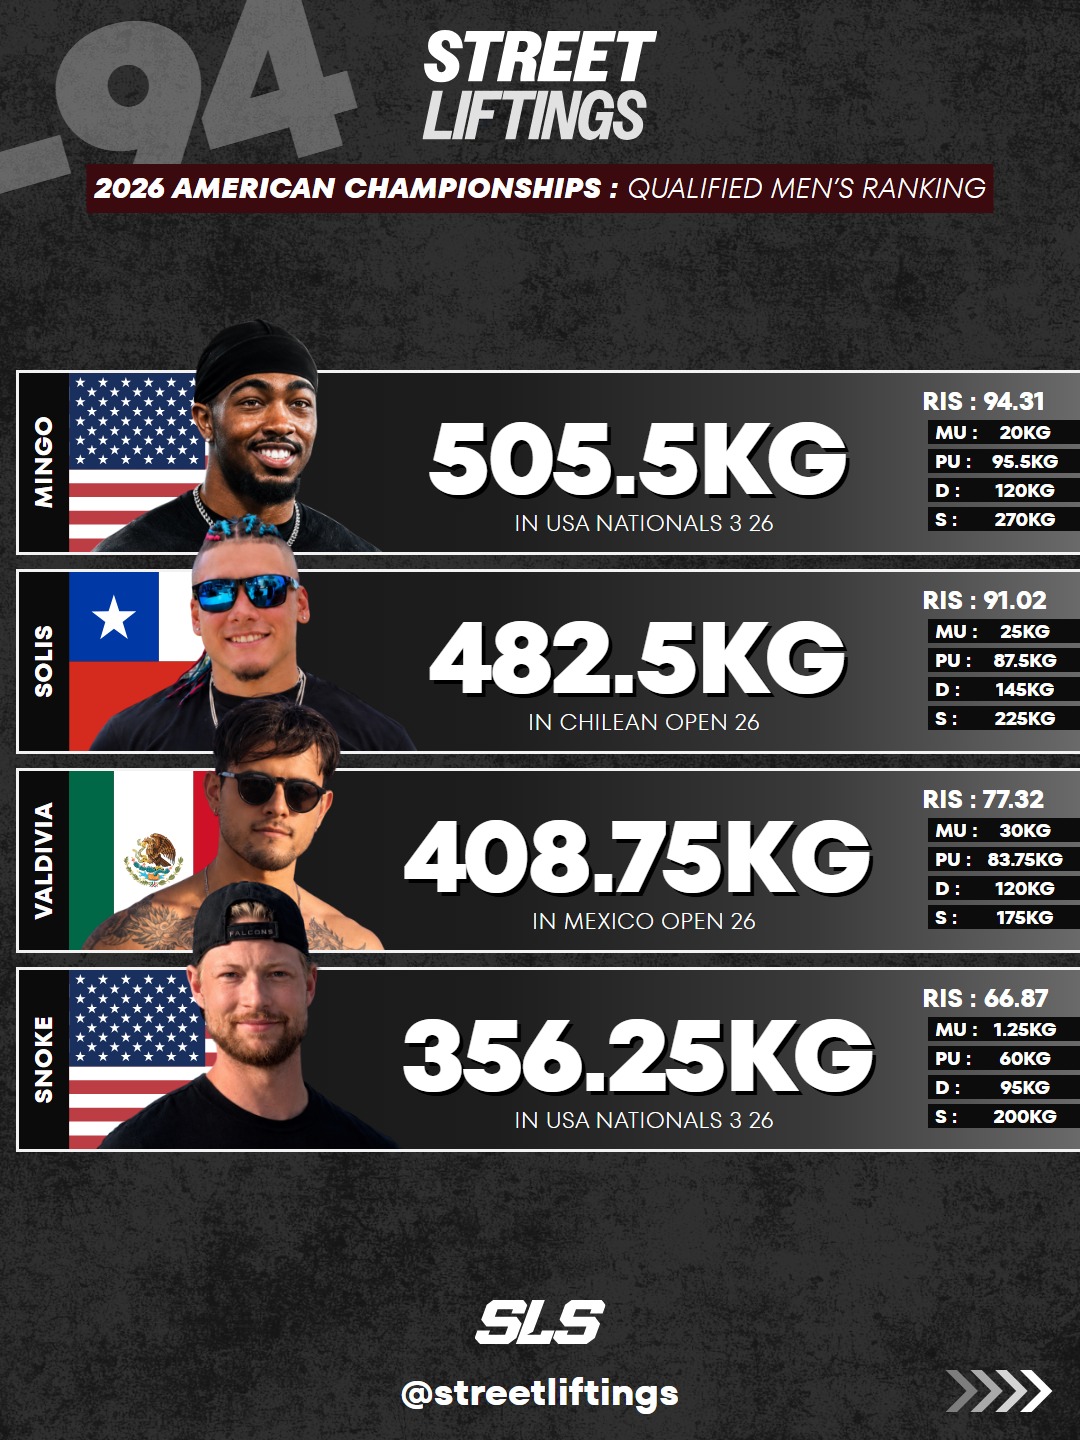 -94
STREET
LIFTINGS
2026 AMERICAN CHAMPIONSHIPS : QUALIFIED MEN'S RANKING
MINGO
505.5KG
IN USA NATIONALS 3 26
RIS : 94.31
MU : 20KG
PU : 95.5KG
D : 120KG
S : 270KG
SOLIS
482.5KG
IN CHILEAN OPEN 26
RIS : 91.02
MU : 25KG
PU : 87.5KG
D : 145KG
S : 225KG
VALDIVIA
408.75KG
IN MEXICO OPEN 26
RIS : 77.32
MU : 30KG
PU : 83.75KG
D : 120KG
S : 175KG
SNOKE
FALCONS
356.25KG
IN USA NATIONALS 3 26
RIS : 66.87
MU : 1.25KG
PU : 60KG
D : 95KG
S : 200KG
SLS
@streetliftings